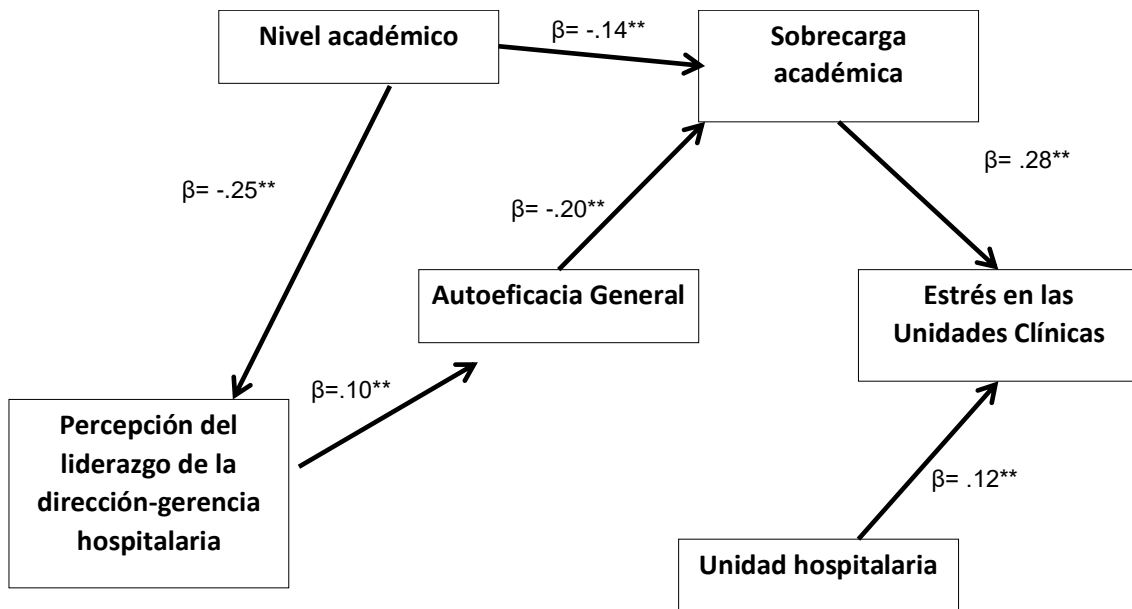 Nivel académico
β= -.14**
Sobrecarga
académica
β= -.25**
β= -.20**
β= .28**
Autoeficacia General
Estrés en las
Unidades Clínicas
β=.10**
Percepción del
liderazgo de la
dirección-gerencia
hospitalaria
β= .12**
Unidad hospitalaria